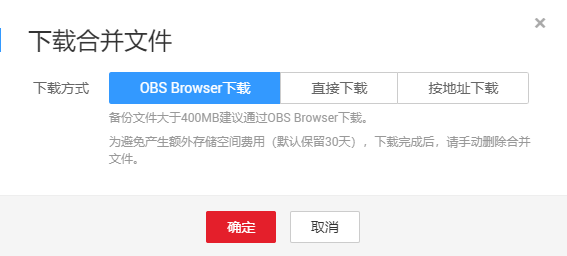 下载合并文件
下载方式 OBS Browser下载 直接下载 按地址下载
备份文件大于400MB建议通过OBS Browser下载。
为避免产生额外存储空间费用（默认保留30天），下载完成后，请手动删除合并
文件。
确定 取消